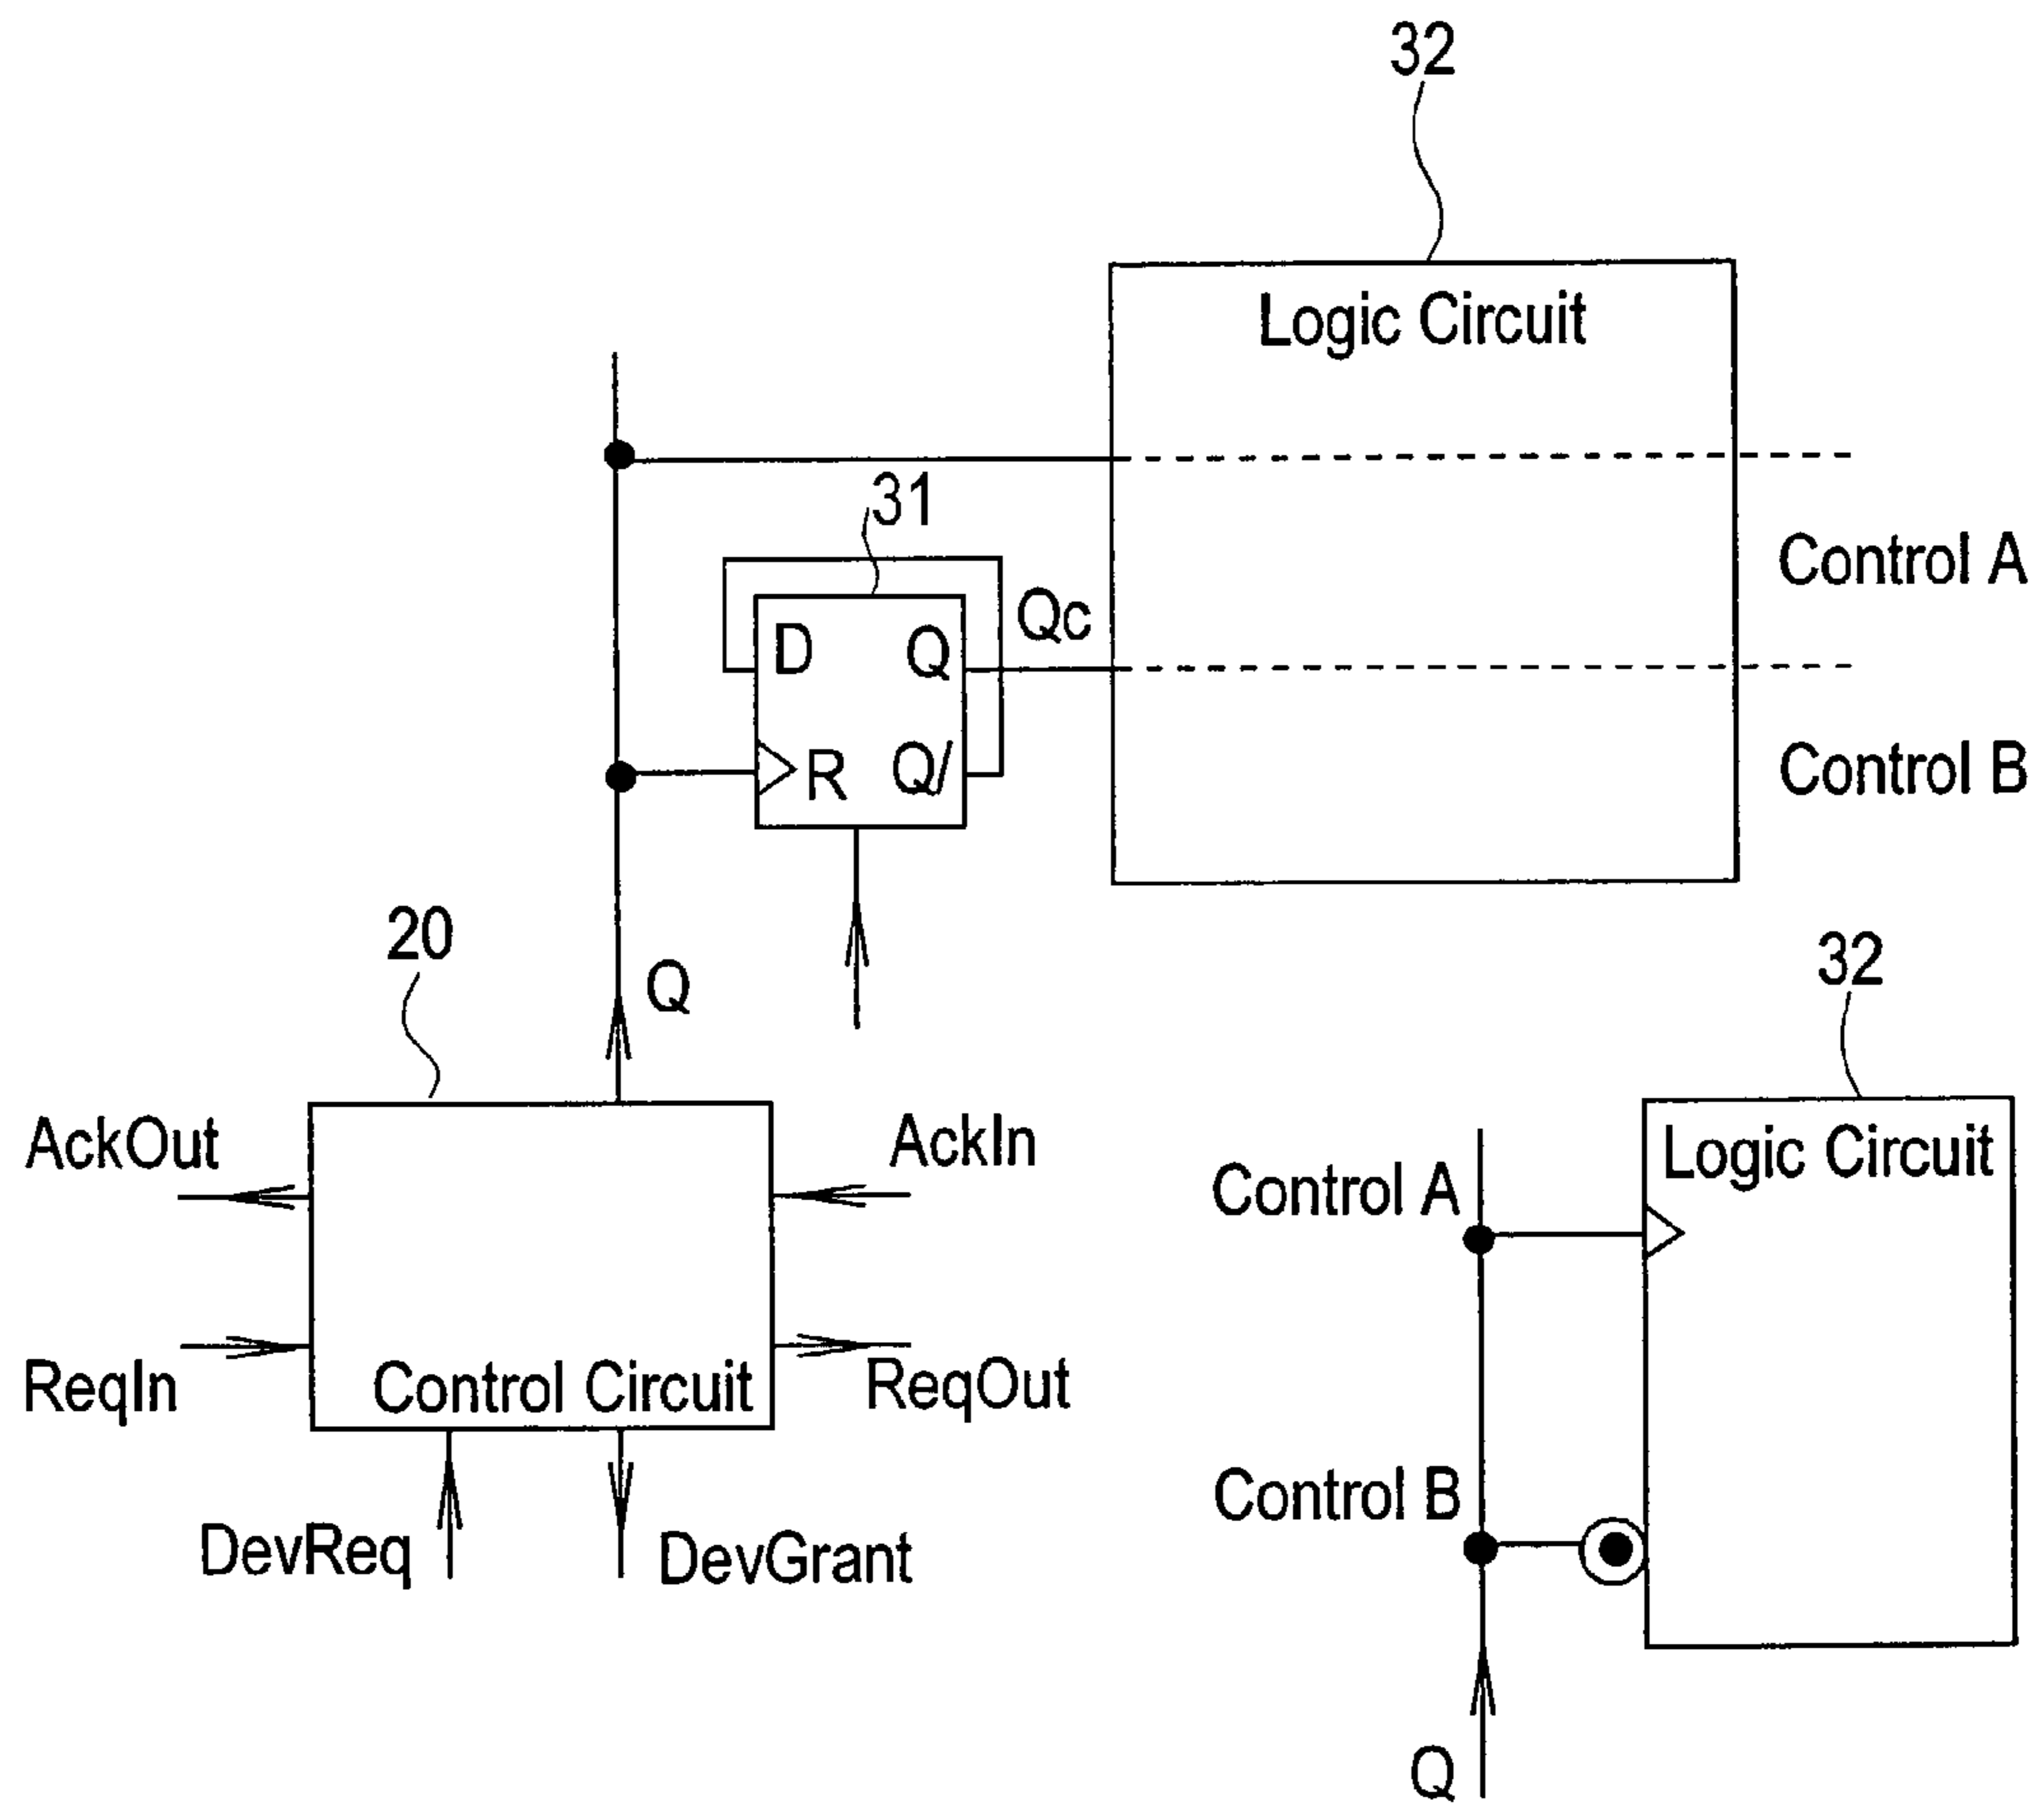 32
Logic Circuit
31
Control A
Qc
D Q
R Q/
Control B
20
Q
32
AckOut
AckIn
Logic Circuit
Control A
ReqIn
Control Circuit
ReqOut
Control B
DevReq
DevGrant
Q